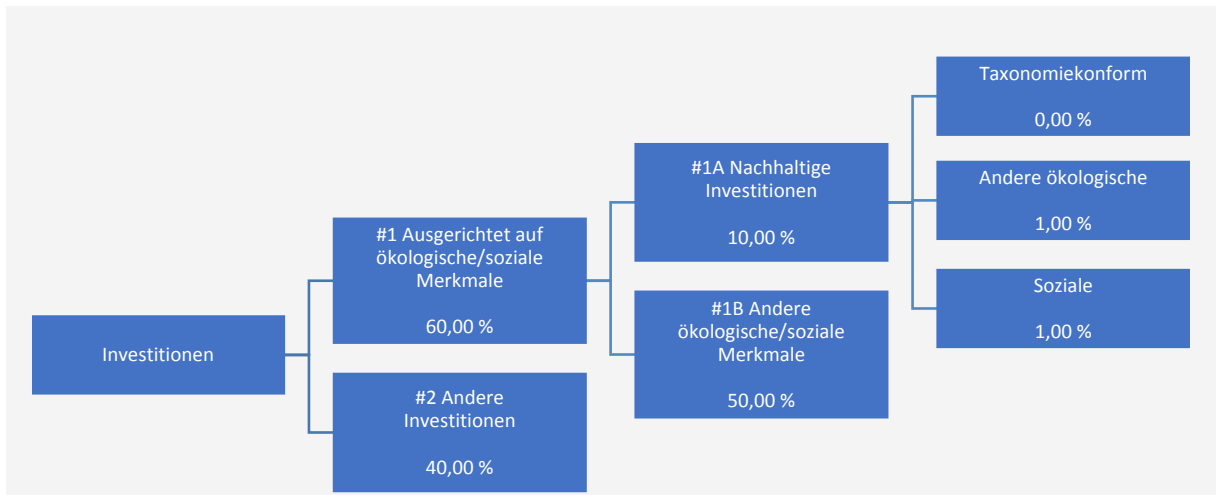 Investitionen
#1 Ausgerichtet auf
ökologische/soziale
Merkmale
60,00 %
#2 Andere
Investitionen
40,00 %
#1A Nachhaltige
Investitionen
10,00 %
#1B Andere
ökologische/soziale
Merkmale
50,00 %
Taxonomiekonform
0,00 %
Andere ökologische
1,00 %
Soziale
1,00 %